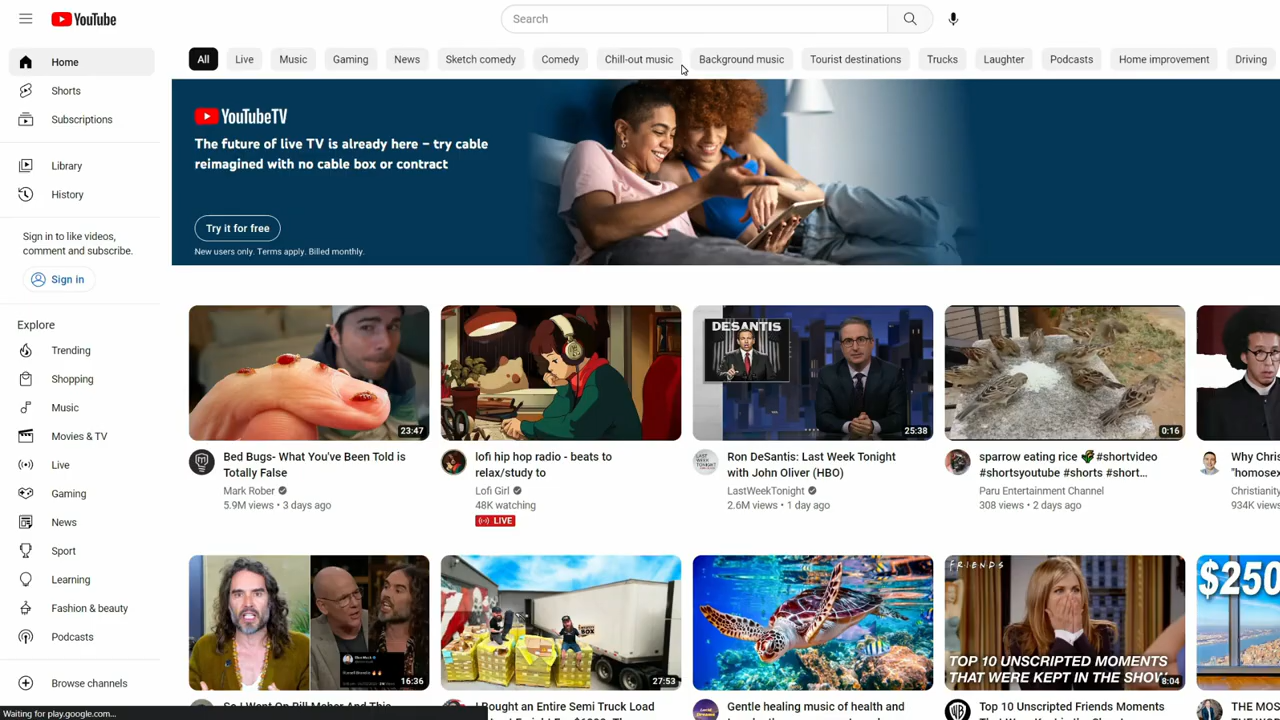 YouTube
Search
Home
Shorts
Subscriptions
Library
History
Sign in to like videos,
comment and subscribe.
Sign in
Explore
Trending
Shopping
Music
Movies & TV
Live
Gaming
News
Sport
Learning
Fashion & beauty
Podcasts
Browse channels
Waiting for play.google.com...
All
Live
Music
Gaming
News
Sketch comedy
Comedy
Chill-out music
Background music
Tourist destinations
Trucks
Laughter
Podcasts
Home improvement
Driving
YouTubeTV
The future of live TV is already here – try cable
reimagined with no cable box or contract
Try it for free
New users only. Terms apply. Billed monthly.
23:47
Bed Bugs- What You've Been Told is
Totally False
Mark Rober
5.9M views • 3 days ago
lofi hip hop radio - beats to
relax/study to
Lofi Girl
48K watching
LIVE
DESANTIS
25:38
LAST
WEEK
TONIGHT
Ron DeSantis: Last Week Tonight
with John Oliver (HBO)
LastWeekTonight
2.6M views • 1 day ago
0:16
sparrow eating rice 🌾 #shortvideo
#shortsyoutube #shorts #short...
Paru Entertainment Channel
308 views • 2 days ago
Why Chris
"homosex
Christianity
934K views
16:36
27:53
I Bought an Entire Semi Truck Load
Gentle healing music of health and
FRIENDS
TOP 10 UNSCRIPTED MOMENTS
THAT WERE KEPT IN THE SHOW
8:04
Top 10 Unscripted Friends Moments
$250
THE MOS